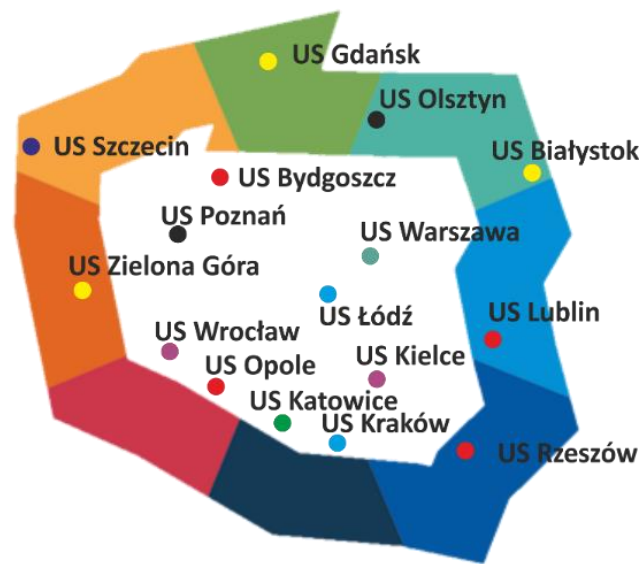 US Gdańsk
US Olsztyn
US Szczecin
US Białystok
US Bydgoszcz
US Poznań
US Warszawa
US Zielona Góra
US Łódź
US Lublin
US Wrocław
US Kielce
US Opole
US Katowice
US Kraków
US Rzeszów